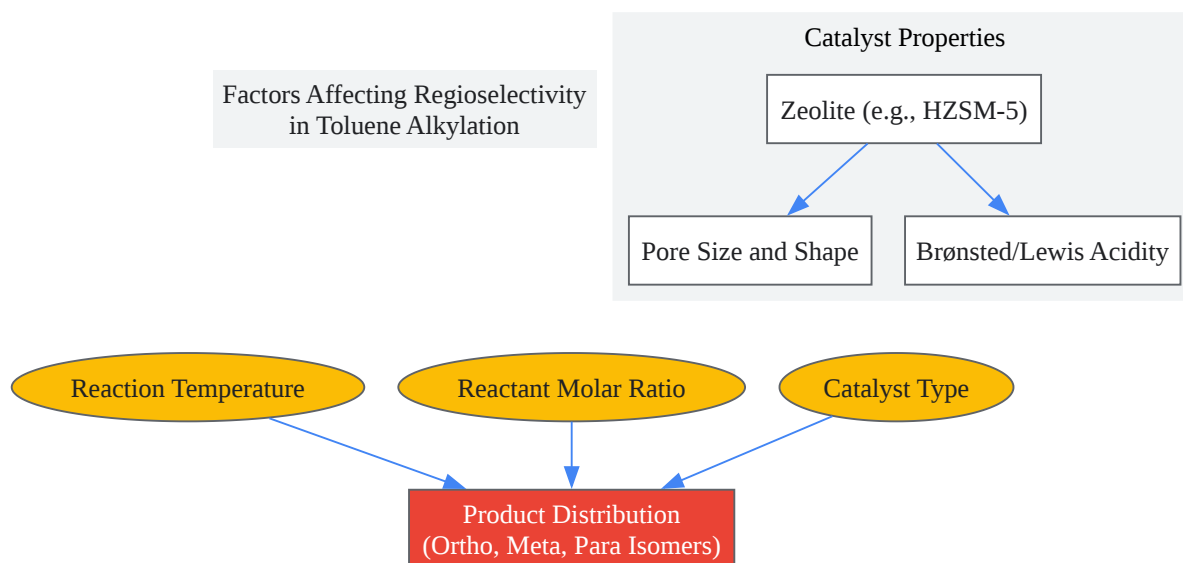 Catalyst Properties
Factors Affecting Regioselectivity
in Toluene Alkylation
Zeolite (e.g., HZSM-5)
Pore Size and Shape
Brønsted/Lewis Acidity
Reaction Temperature
Reactant Molar Ratio
Catalyst Type
Product Distribution
(Ortho, Meta, Para Isomers)